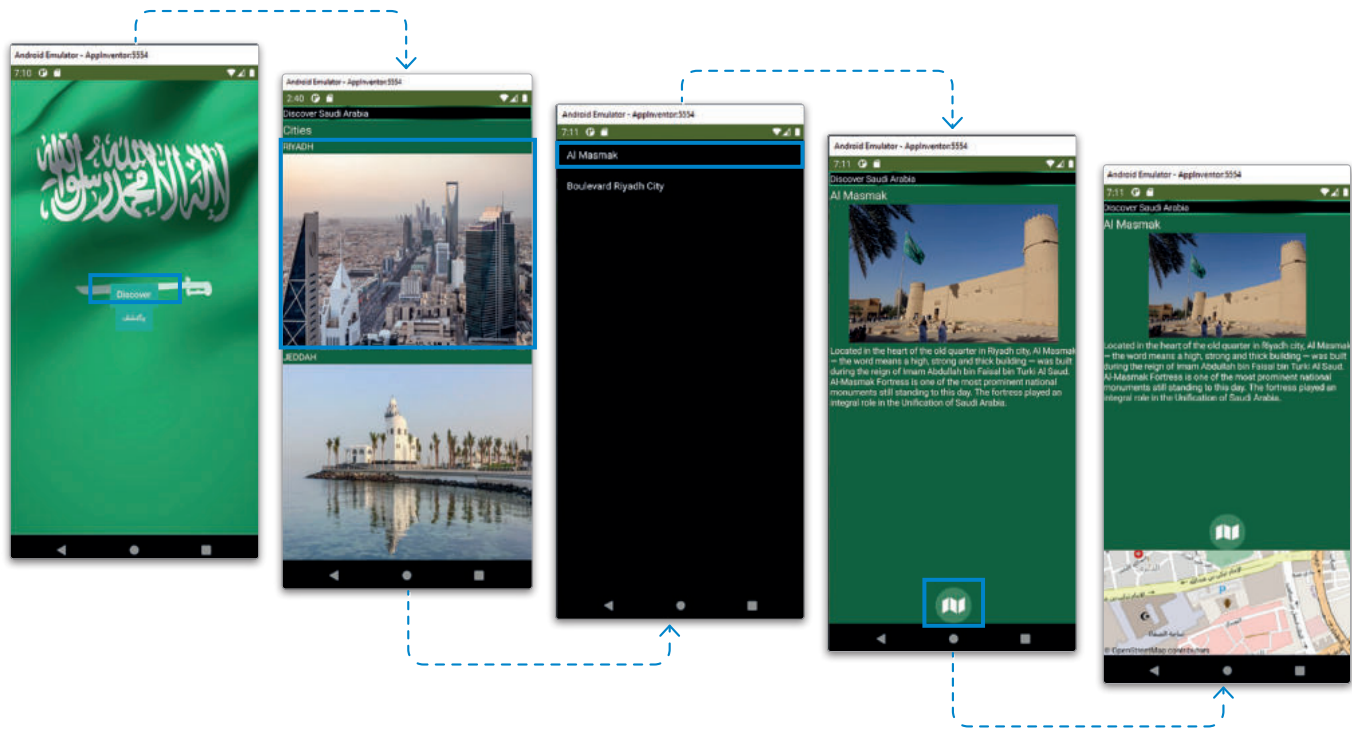 Android Emulator - AppInventor:5554
7:10
لا إله إلا الله محمد رسول الله
Discover
Android Emulator - AppInventor:5554
2:40
Discover Saudi Arabia
Cities
RIYADH
JEDDAH
Android Emulator - AppInventor:5554
7:11
Al Masmak
Boulevard Riyadh City
Android Emulator - AppInventor:5554
7:11
Discover Saudi Arabia
Al Masmak
Located in the heart of the old quarter in Riyadh city, Al Masmak
– the word means a high, strong and thick building – was built
during the reign of Imam Abdullah bin Faisal bin Turki Al Saud.
Al-Masmak Fortress is one of the most prominent national
monuments still standing to this day. The fortress played an
integral role in the Unification of Saudi Arabia.
Android Emulator - AppInventor:5554
7:11
Discover Saudi Arabia
Al Masmak
Located in the heart of the old quarter in Riyadh city, Al Masmak
– the word means a high, strong and thick building – was built
during the reign of Imam Abdullah bin Faisal bin Turki Al Saud.
Al-Masmak Fortress is one of the most prominent national
monuments still standing to this day. The fortress played an
integral role in the Unification of Saudi Arabia.
P
© OpenStreetMap contributors